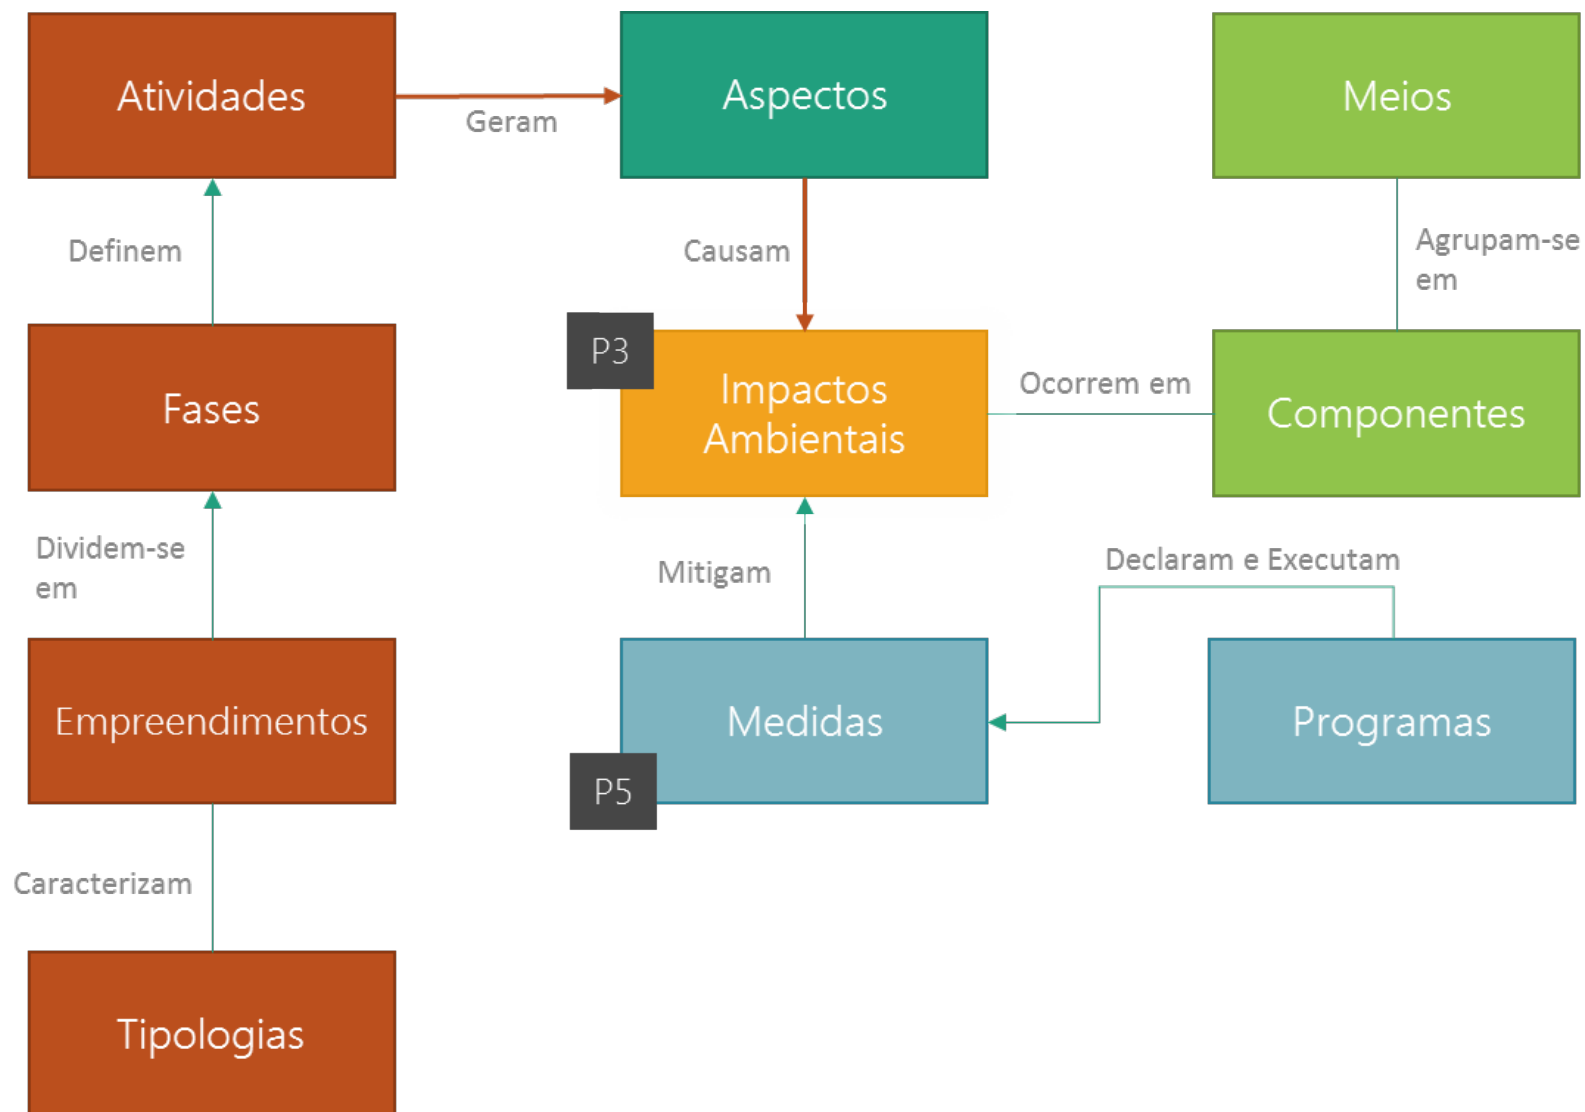 Atividades
Geram
Aspectos
Meios
Definem
Causam
Agrupam-se
em
Fases
P3
Impactos
Ambientais
Ocorrem em
Componentes
Dividem-se
em
Mitigam
Declaram e Executam
Empreendimentos
Medidas
P5
Programas
Caracterizam
Tipologias